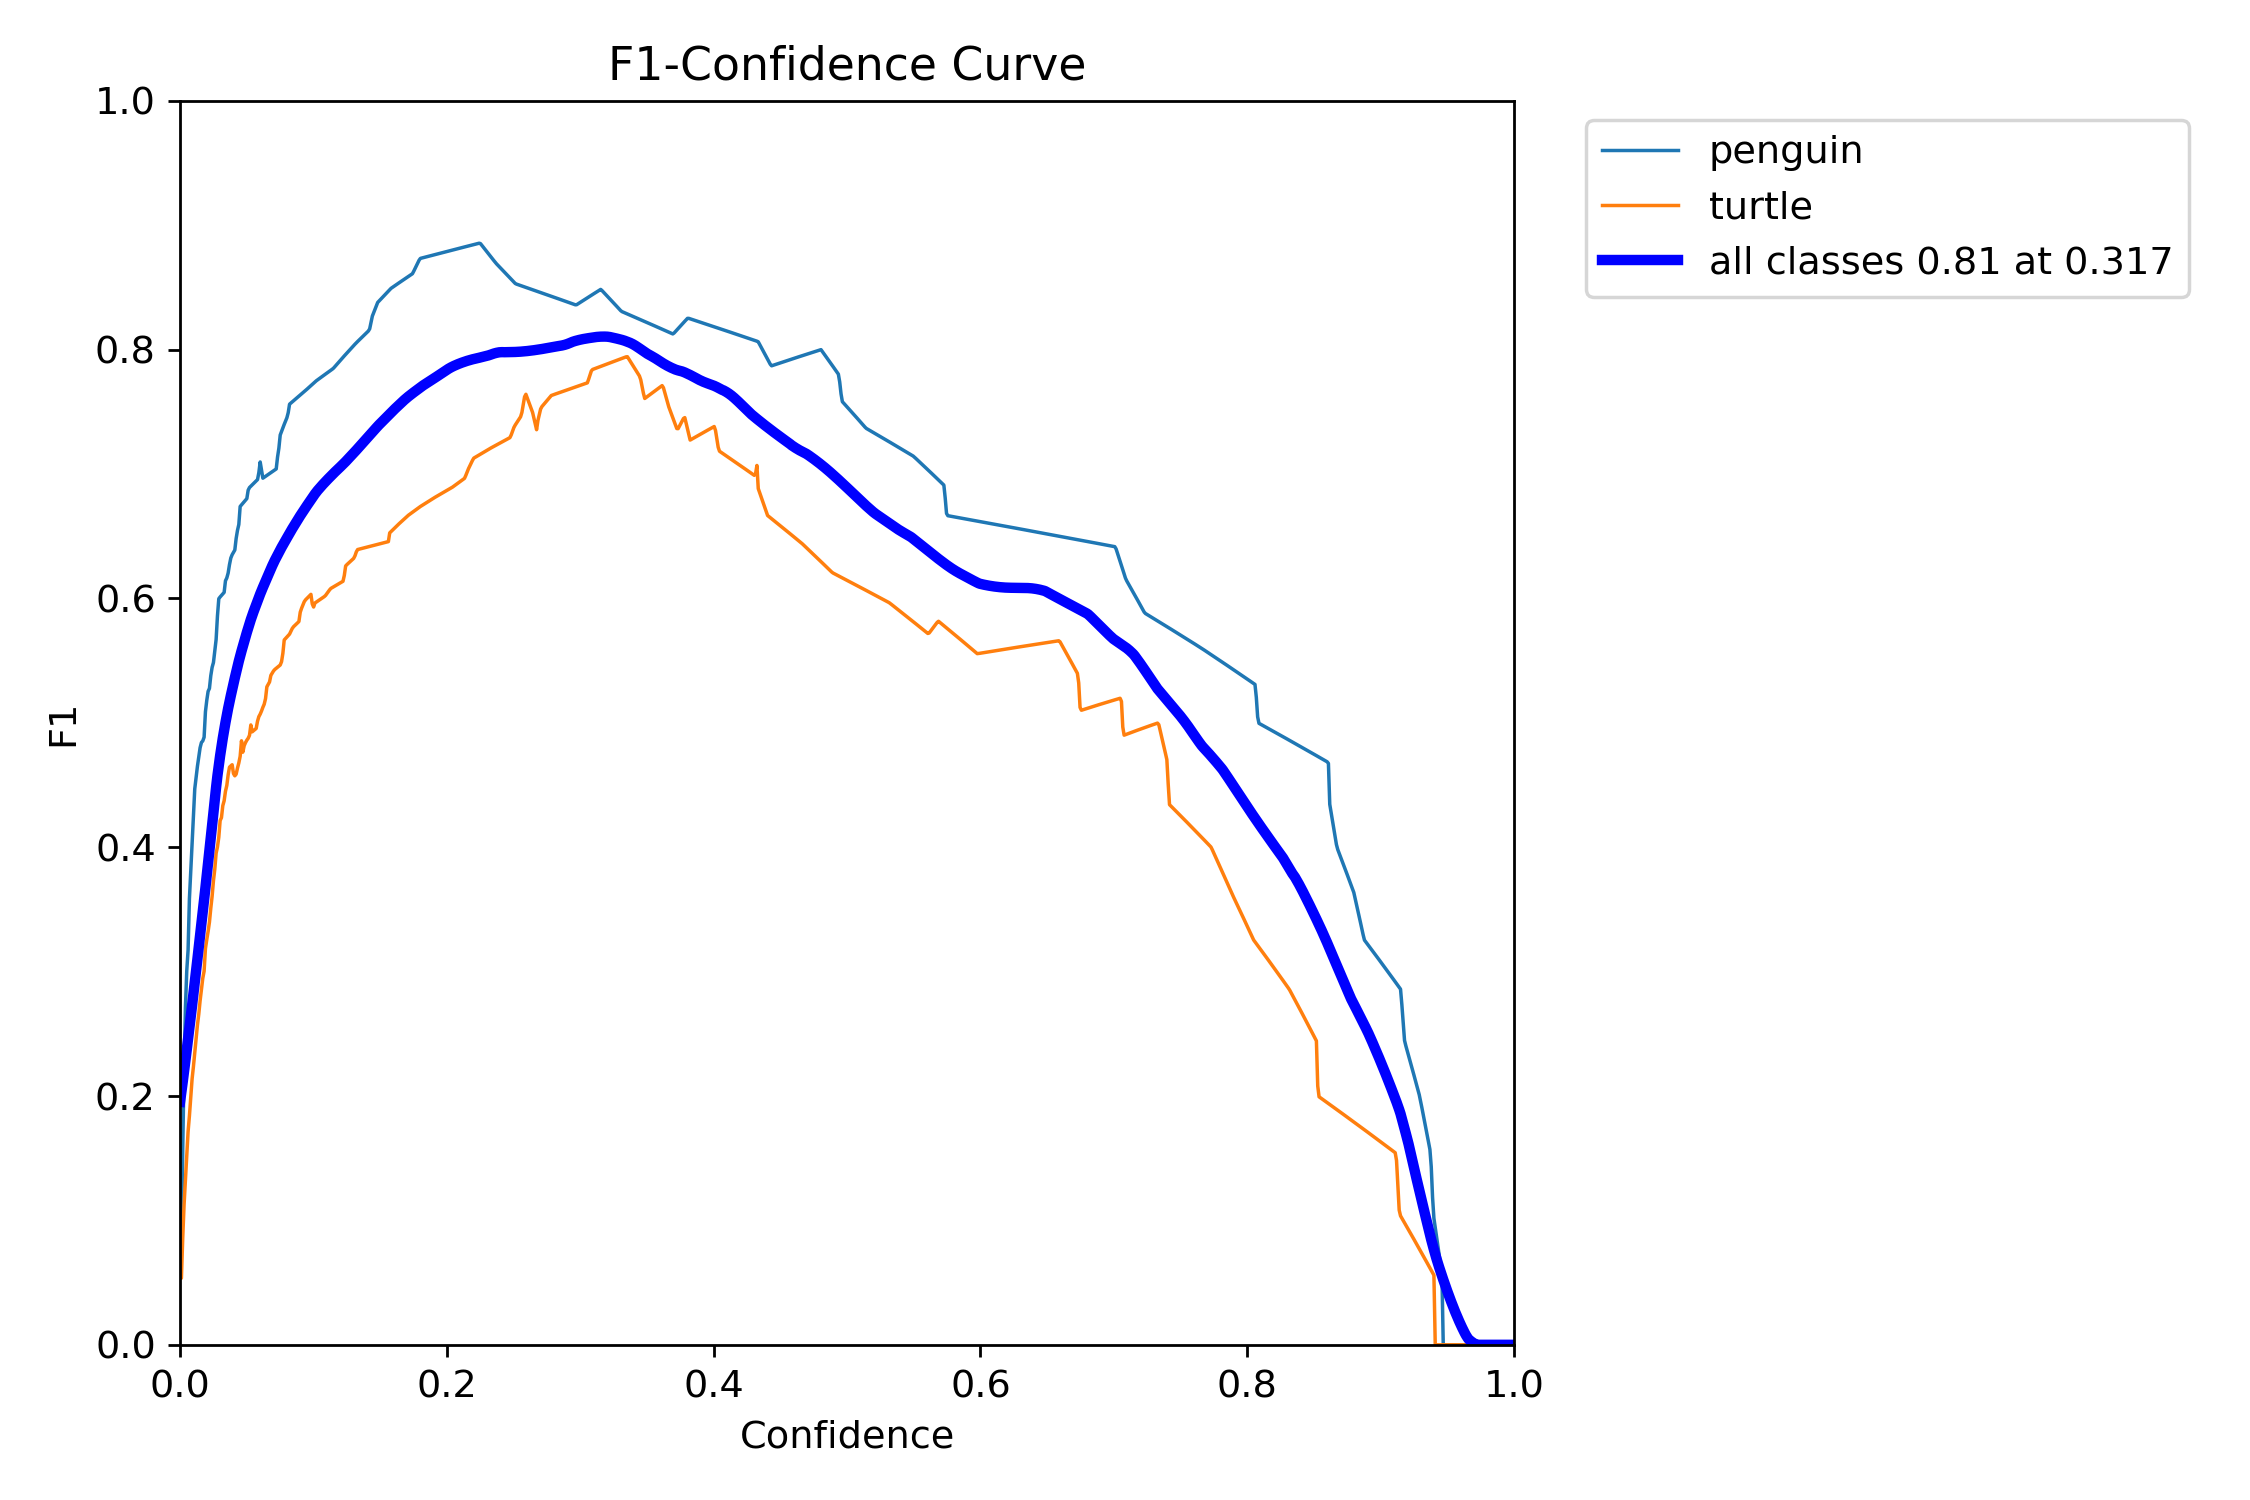 F1-Confidence Curve
1.0
0.8
0.6
0.4
0.2
0.0
F1
0.0 0.2 0.4 0.6 0.8 1.0
Confidence
penguin
turtle
all classes 0.81 at 0.317